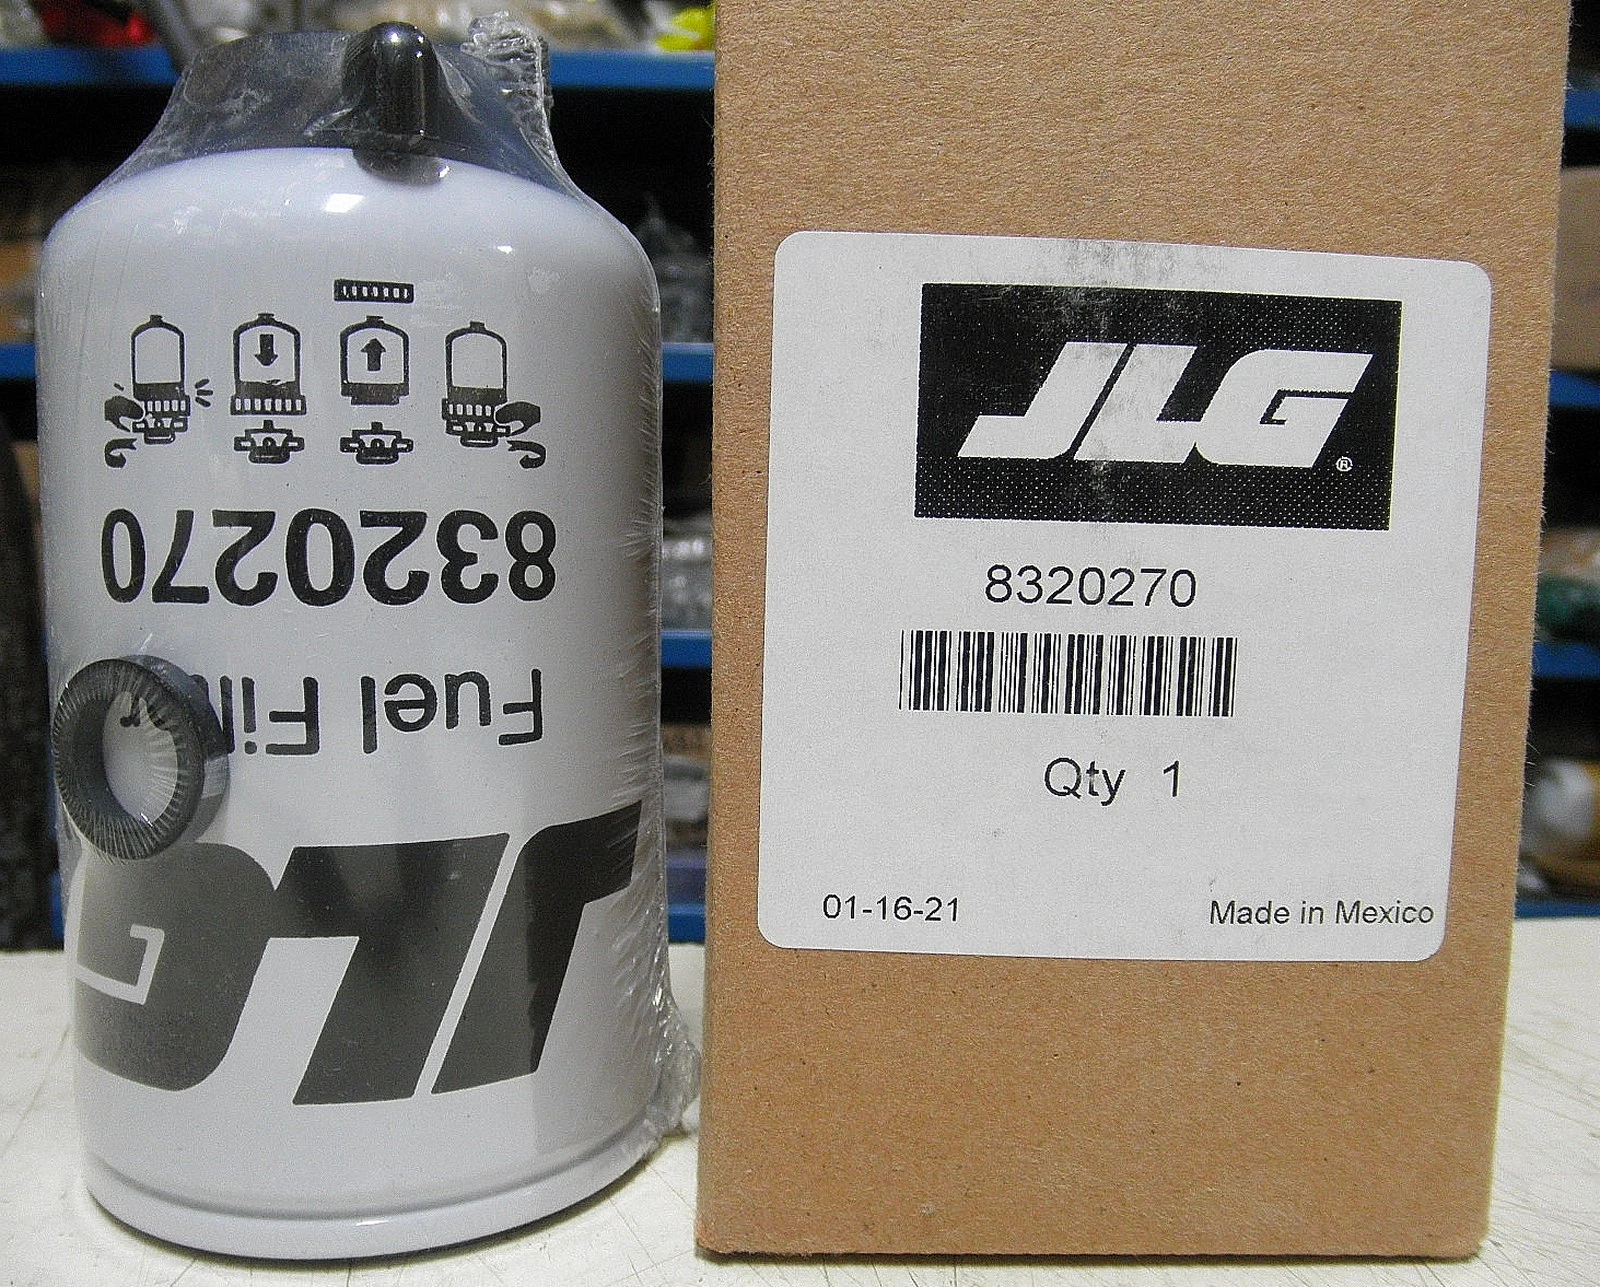 8320270
Fuel Filter
JLG
JLG®
8320270
Qty 1
01-16-21
Made in Mexico